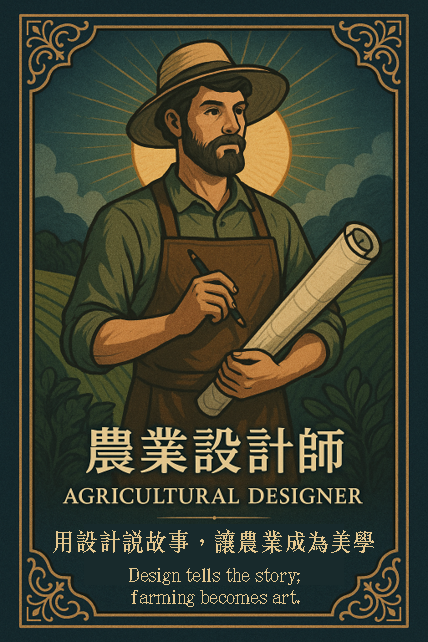 農業設計師
AGRICULTURAL DESIGNER
用設計説故事，讓農業成為美學
Design tells the story;
farming becomes art.